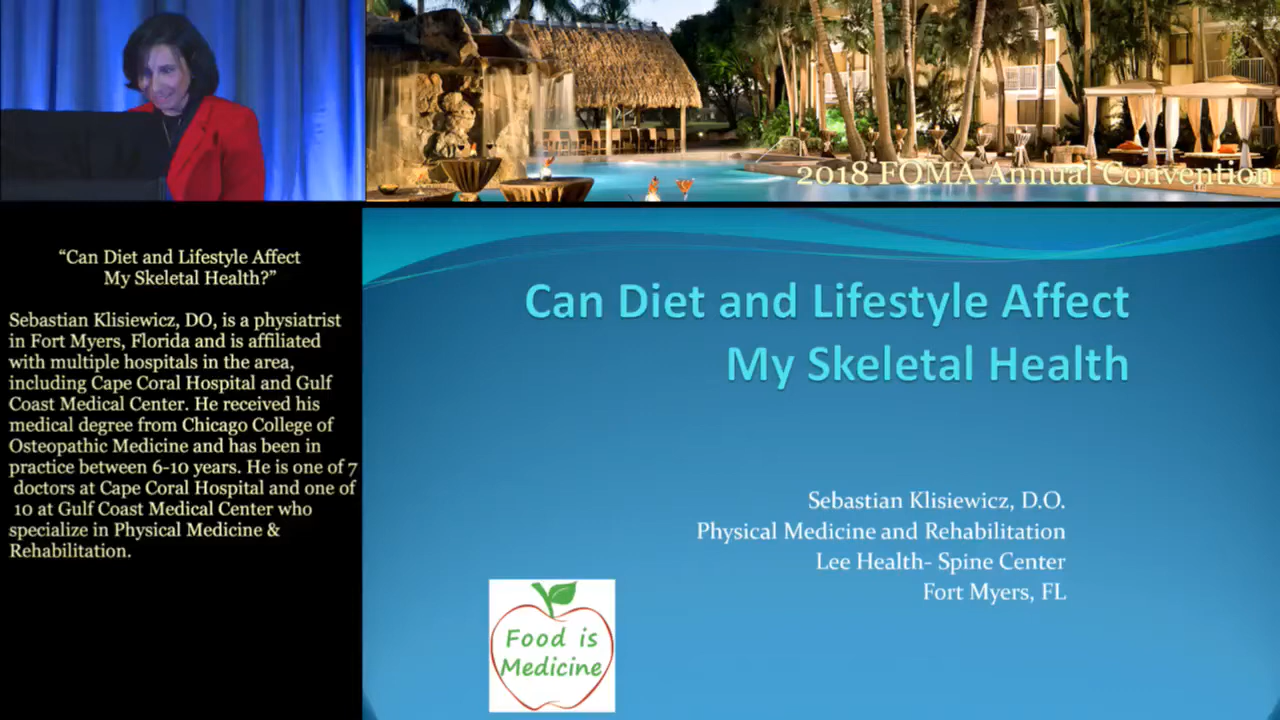 2018 FOMA Annual Convention
“Can Diet and Lifestyle Affect
My Skeletal Health?”
Sebastian Klisiewicz, DO, is a physiatrist
in Fort Myers, Florida and is affiliated
with multiple hospitals in the area,
including Cape Coral Hospital and Gulf
Coast Medical Center. He received his
medical degree from Chicago College of
Osteopathic Medicine and has been in
practice between 6-10 years. He is one of 7
doctors at Cape Coral Hospital and one of
10 at Gulf Coast Medical Center who
specialize in Physical Medicine &
Rehabilitation.
Can Diet and Lifestyle Affect
My Skeletal Health
Sebastian Klisiewicz, D.O.
Physical Medicine and Rehabilitation
Lee Health- Spine Center
Fort Myers, FL
Food is
Medicine